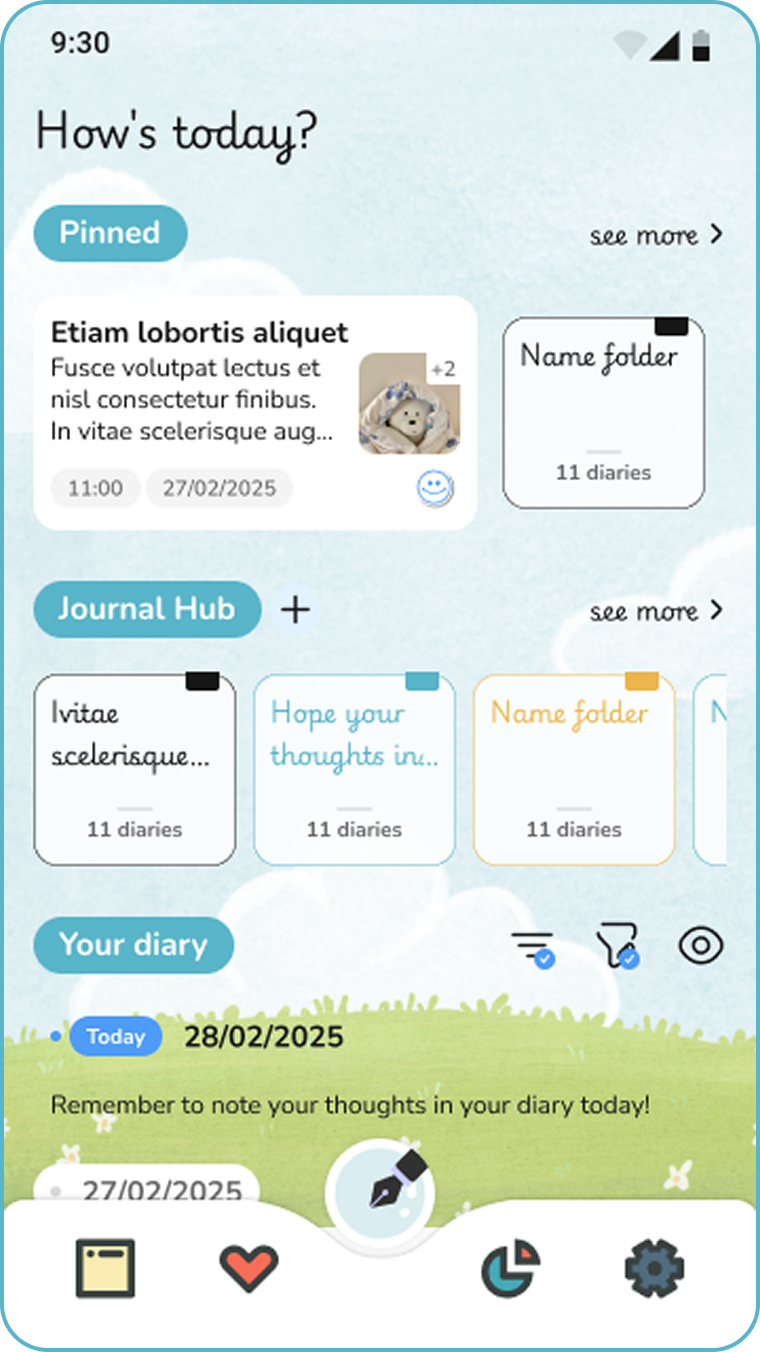 9:30
How's today?
Pinned
see more
Etiam lobortis aliquet
Fusce volutpat lectus et
nisl consectetur finibus.
In vitae scelerisque aug...
+2
11:00
27/02/2025
Name folder
11 diaries
Journal Hub
see more
Ivitae
scelerisque...
11 diaries
Hope your
thoughts in...
11 diaries
Name folder
11 diaries
N
Your diary
Today
28/02/2025
Remember to note your thoughts in your diary today!
27/02/2025